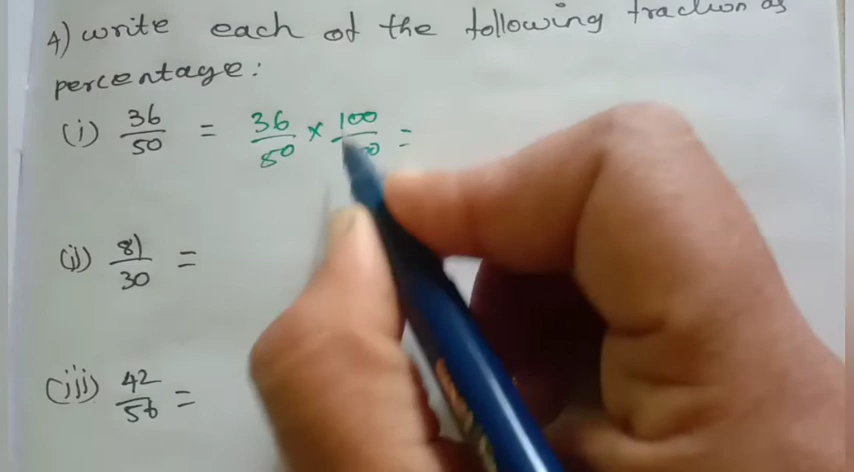 4) write each of the following fraction as
percentage:
(i) 36/50 = 36/50 × 100/100 =
(ii) 81/30 =
(iii) 42/56 =